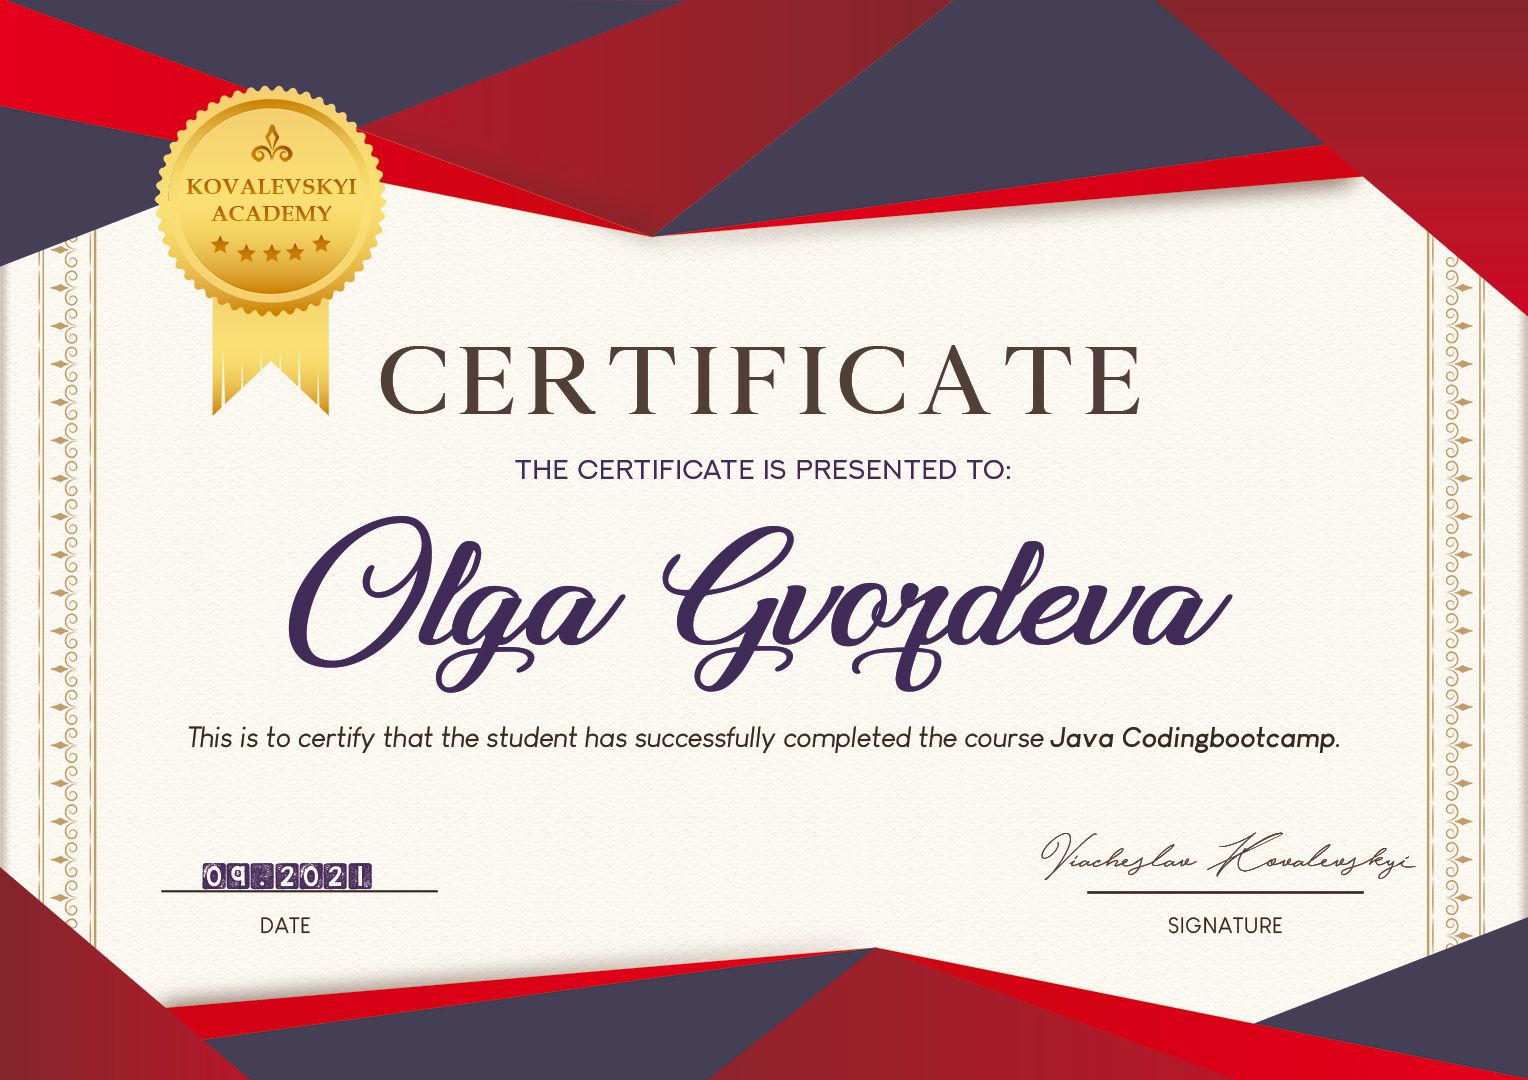 KOVALEVSKYI
ACADEMY
CERTIFICATE
THE CERTIFICATE IS PRESENTED TO:
Olga Gvozdeva
This is to certify that the student has successfully completed the course Java Codingbootcamp.
09.2021
Viacheslav Kovalevskyi
DATE
SIGNATURE